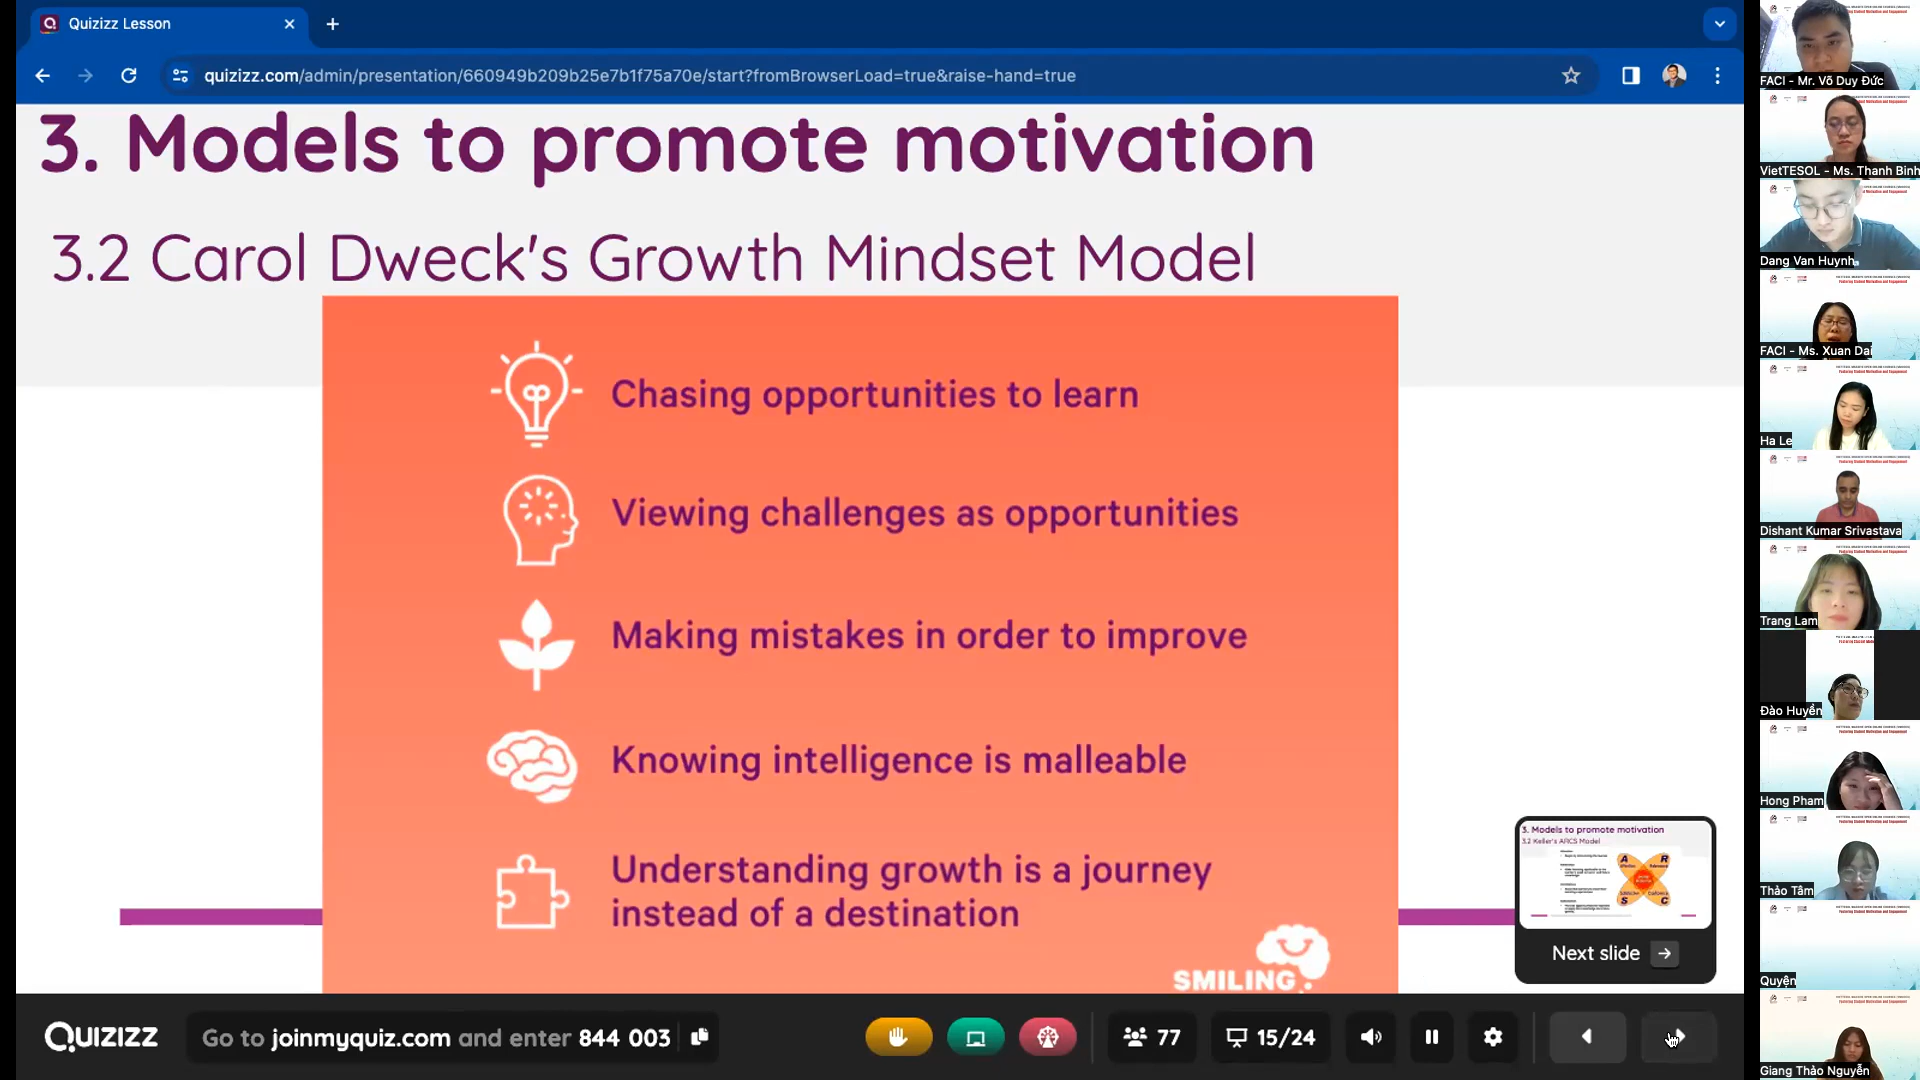 Quizizz Lesson
quizizz.com/admin/presentation/660949b209b25e7b1f75a70e/start?fromBrowserLoad=true&raise-hand=true
3. Models to promote motivation
3.2 Carol Dweck's Growth Mindset Model
Chasing opportunities to learn
Viewing challenges as opportunities
Making mistakes in order to improve
Knowing intelligence is malleable
Understanding growth is a journey
instead of a destination
SMILING
3. Models to promote motivation
3.2 Keller's ARCS Model
A
R
S
C
Next slide
QUIZIZZ
Go to joinmyquiz.com and enter 844 003
77
15/24
FACI - Mr. Võ Duy Đức
VietTESOL - Ms. Thanh Binh
Dang Van Huynh
FACI - Ms. Xuan Dai
Ha Le
Dishant Kumar Srivastava
Trang Lam
Đào Huyền
Hong Pham
Thảo Tâm
Quyện
Giang Thảo Nguyễn